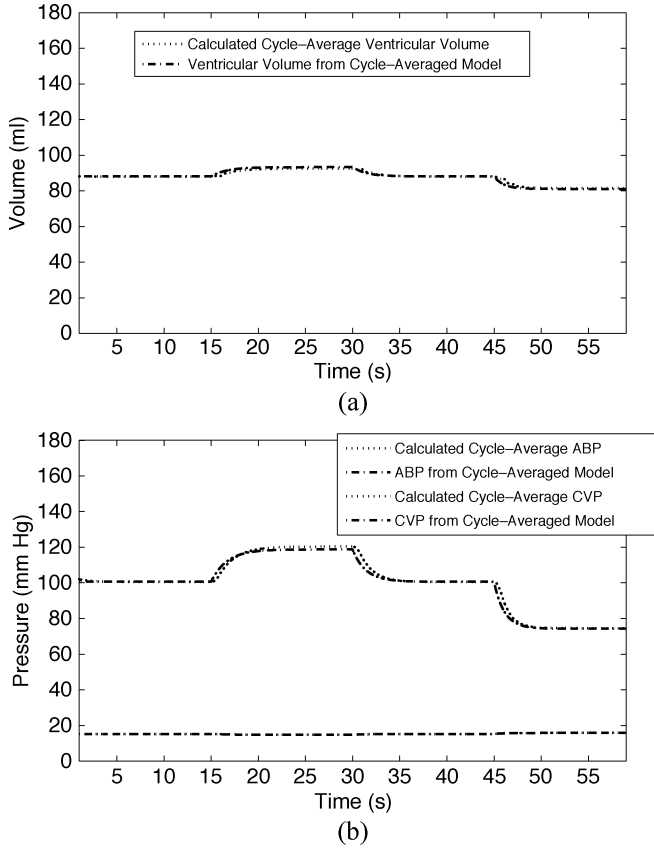 180
160
140
120
100
80
60
40
20
0
Volume (ml)
Calculated Cycle–Average Ventricular Volume
Ventricular Volume from Cycle–Averaged Model
5 10 15 20 25 30 35 40 45 50 55
Time (s)
(a)
180
160
140
120
100
80
60
40
20
0
Pressure (mm Hg)
Calculated Cycle–Average ABP
ABP from Cycle–Averaged Model
Calculated Cycle–Average CVP
CVP from Cycle–Averaged Model
5 10 15 20 25 30 35 40 45 50 55
Time (s)
(b)